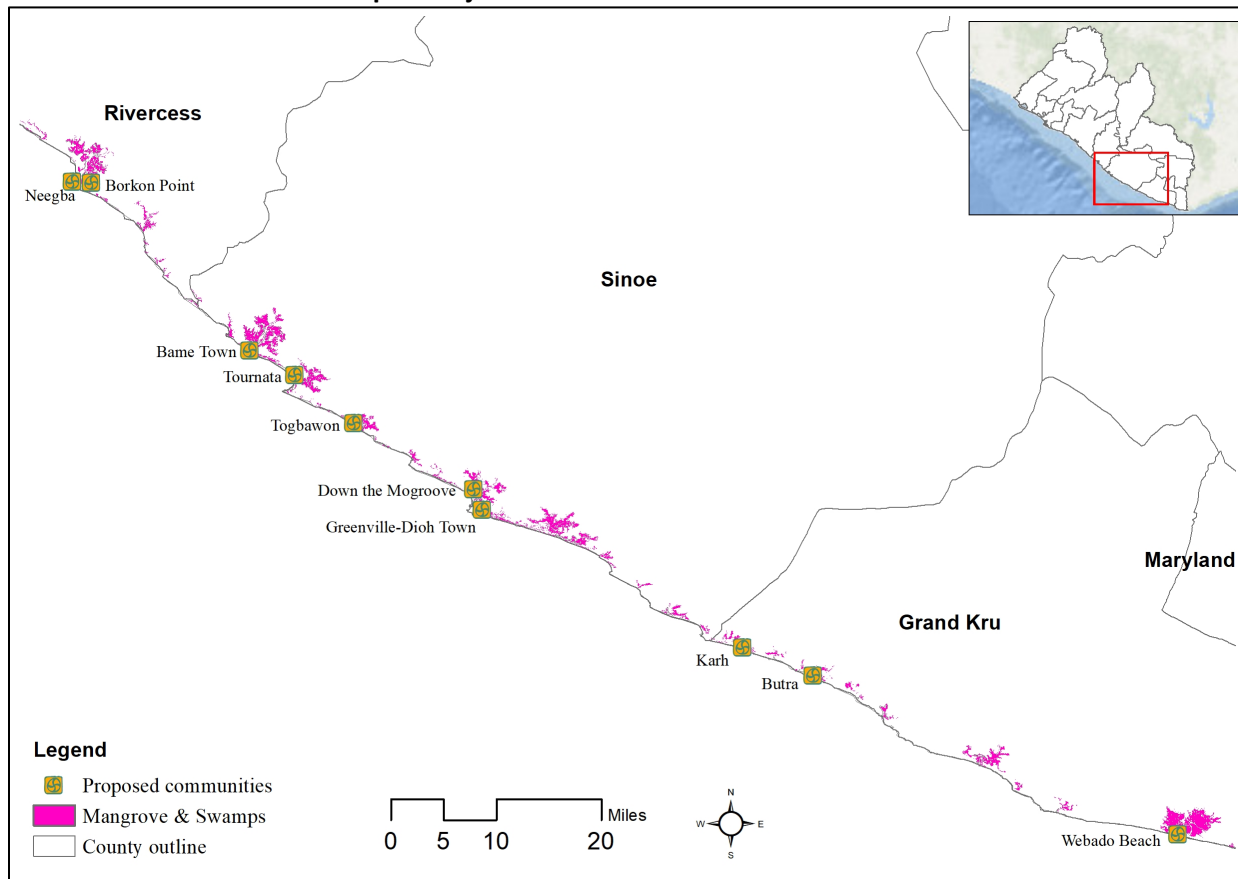 Rivercess
Neegba
Borkon Point
Sinoe
Bame Town
Tournata
Togbawon
Down the Mogroove
Greenville-Dioh Town
Maryland
Grand Kru
Karh
Butra
Webado Beach
Legend
Proposed communities
Mangrove & Swamps
County outline
0 5 10 20 Miles
N
W E
S